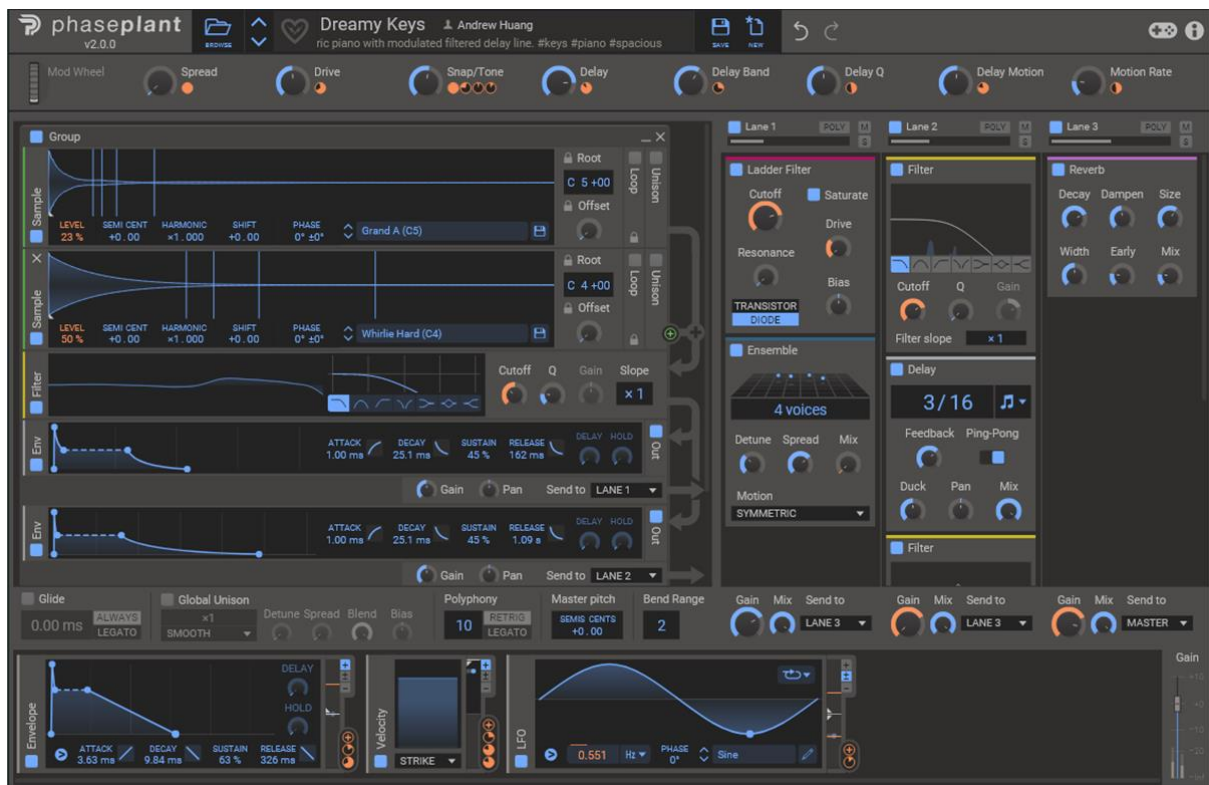 phaseplant
v2.0.0
BROWSE
Dreamy Keys Andrew Huang
ric piano with modulated filtered delay line. #keys #piano #spacious
SAVE NEW
Mod Wheel Spread Drive Snap/Tone Delay Delay Band Delay Q Delay Motion Motion Rate
Group
Sample
LEVEL SEMI CENT HARMONIC SHIFT PHASE
23 % +0.00 ×1.000 +0.00 0° ±0° Grand A (C5)
Root
C 5 +00
Offset
Loop
Unison
Sample
LEVEL SEMI CENT HARMONIC SHIFT PHASE
50 % +0.00 ×1.000 +0.00 0° ±0° Whirlie Hard (C4)
Root
C 4 +00
Offset
Loop
Unison
Filter
Cutoff Q Gain Slope
×1
Env
ATTACK DECAY SUSTAIN RELEASE DELAY HOLD
1.00 ms 25.1 ms 45 % 162 ms
Out
Gain Pan Send to LANE 1
Env
ATTACK DECAY SUSTAIN RELEASE DELAY HOLD
1.00 ms 25.1 ms 45 % 1.09 s
Out
Gain Pan Send to LANE 2
Lane 1 POLY M
S
Ladder Filter
Cutoff Saturate
Drive
Resonance
Bias
TRANSISTOR
DIODE
Ensemble
4 voices
Detune Spread Mix
Motion
SYMMETRIC
Lane 2 POLY M
S
Filter
Cutoff Q Gain
Filter slope ×1
Delay
3/16
Feedback Ping-Pong
Duck Pan Mix
Filter
Lane 3 POLY M
S
Reverb
Decay Dampen Size
Width Early Mix
Glide
0.00 ms ALWAYS
LEGATO
Global Unison
×1
SMOOTH
Detune Spread Blend Bias
Polyphony
10 RETRIG
LEGATO
Master pitch
SEMIS CENTS
+0.00
Bend Range
2
Gain Mix Send to
LANE 3
Gain Mix Send to
LANE 3
Gain Mix Send to
MASTER
Envelope
DELAY
HOLD
ATTACK DECAY SUSTAIN RELEASE
3.63 ms 9.84 ms 63 % 326 ms
Velocity
STRIKE
LFO
0.551 Hz PHASE
0° Sine
Gain
+10
+0
-10
-20
-inf